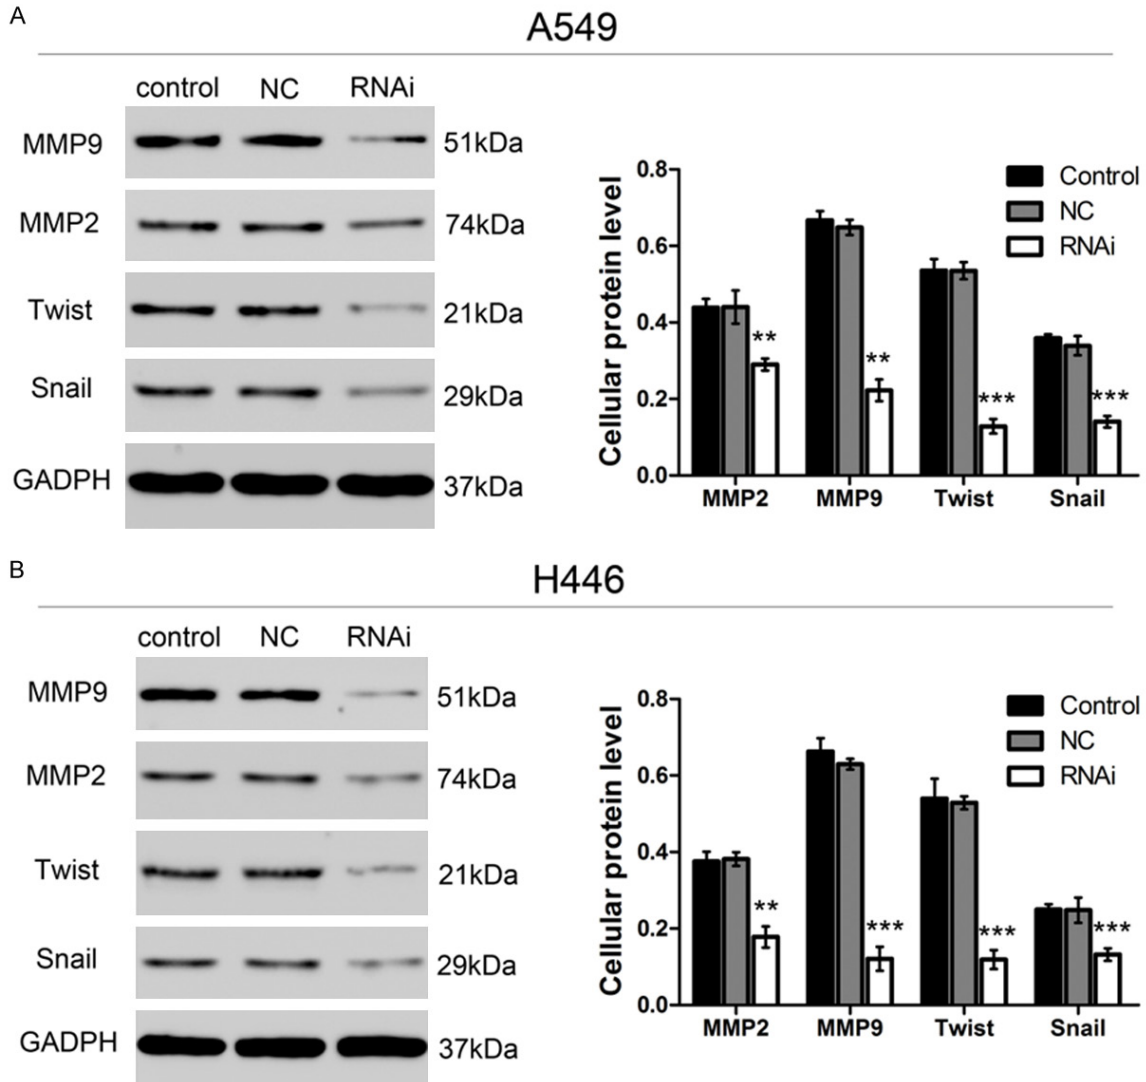 A
A549
control NC RNAi
MMP9 51kDa
MMP2 74kDa
Twist 21kDa
Snail 29kDa
GADPH 37kDa
Cellular protein level
0.8
0.6
0.4
0.2
0.0
Control
NC
RNAi
** ** *** ***
MMP2 MMP9 Twist Snail
B
H446
control NC RNAi
MMP9 51kDa
MMP2 74kDa
Twist 21kDa
Snail 29kDa
GADPH 37kDa
Cellular protein level
0.8
0.6
0.4
0.2
0.0
Control
NC
RNAi
** *** *** ***
MMP2 MMP9 Twist Snail